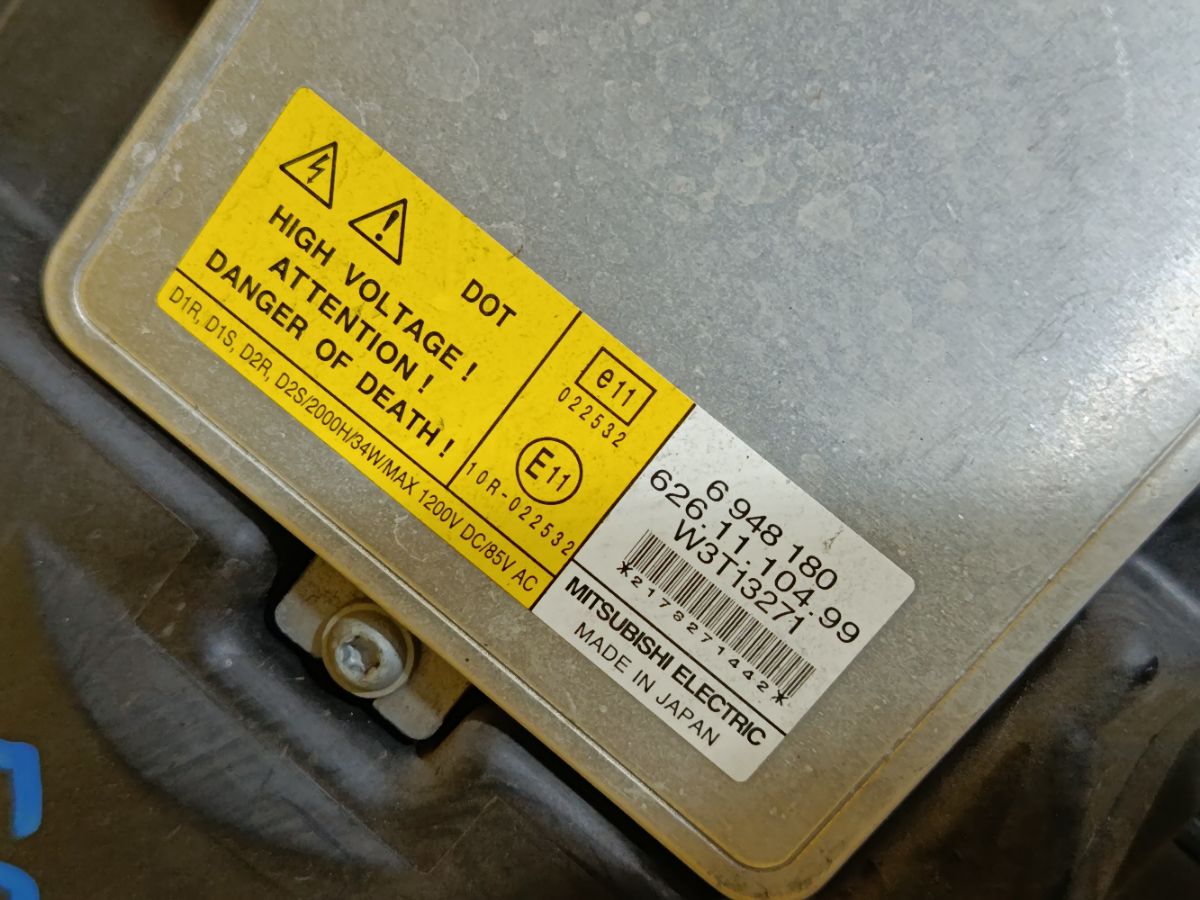 HIGH VOLTAGE!
ATTENTION!
DANGER OF DEATH!
DOT
D1R, D1S, D2R, D2S/2000H/34W/MAX 1200V DC/85V AC
e11
022532
E11
10R-022532
6 948 180
626.11.104.99
W3T13271
*2178271442*
MITSUBISHI ELECTRIC
MADE IN JAPAN